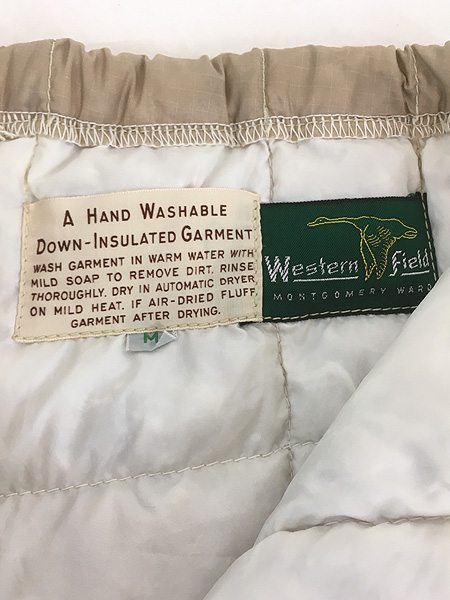 A HAND WASHABLE
DOWN-INSULATED GARMENT
WASH GARMENT IN WARM WATER WITH
MILD SOAP TO REMOVE DIRT. RINSE
THOROUGHLY. DRY IN AUTOMATIC DRYER
ON MILD HEAT. IF AIR-DRIED FLUFF
GARMENT AFTER DRYING.
M
Western Field
MONTGOMERY WARD